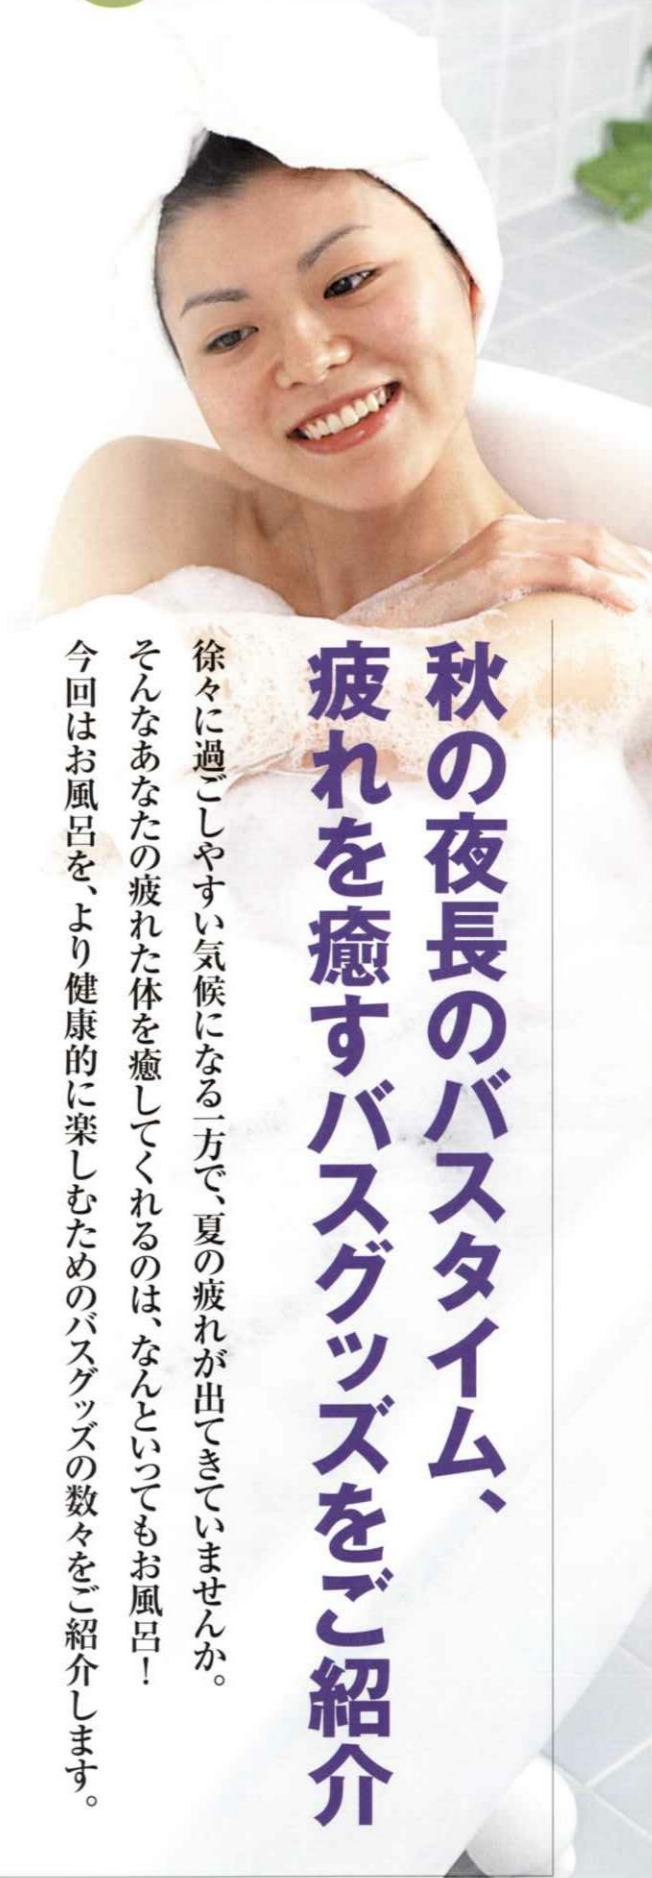 秋の夜長のバスタイム、
疲れを癒すバスグッズをご紹介
徐々に過ごしやすい気候になる一方で、夏の疲れが出てきていませんか。
そんなあなたの疲れた体を癒してくれるのは、なんといってもお風呂！
今回はお風呂を、より健康的に楽しむためのバスグッズの数々をご紹介します。